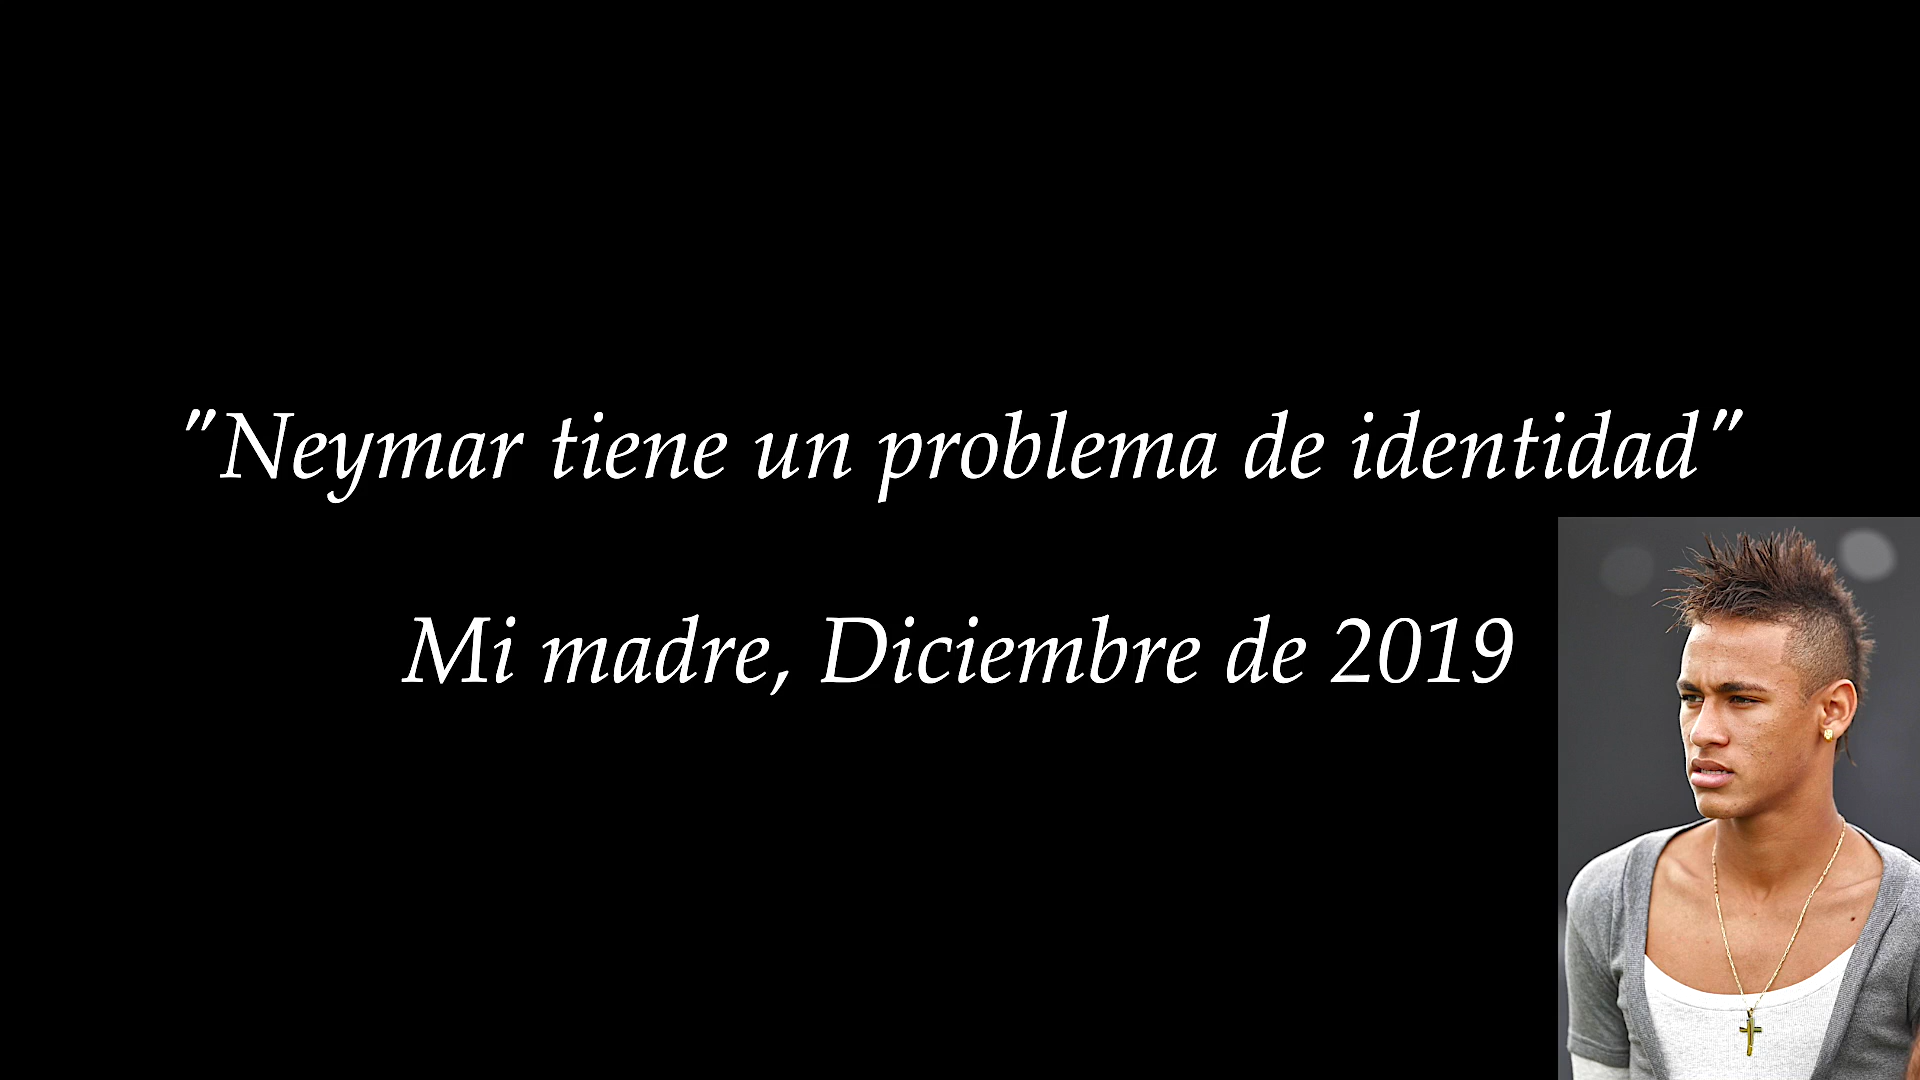 "Neymar tiene un problema de identidad"
Mi madre, Diciembre de 2019